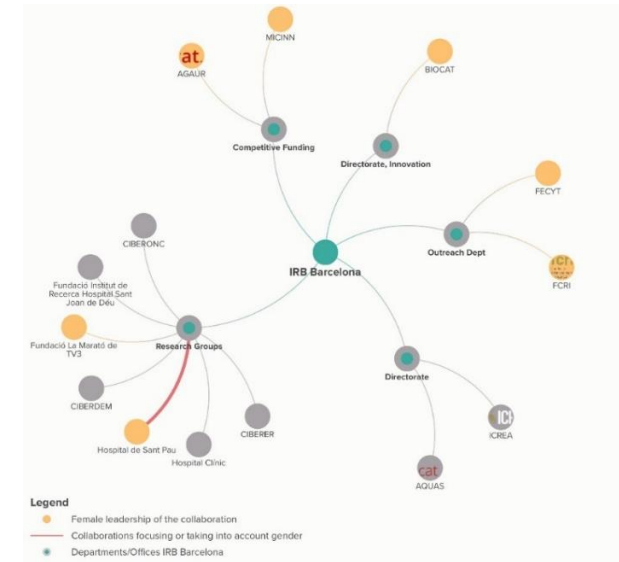 MICINN
at.
AGAUR
BIOCAT
Competitive Funding
Directorate, Innovation
FECYT
CIBERONC
Outreach Dept
IRB Barcelona
FCRI
Fundació Institut de
Recerca Hospital Sant
Joan de Déu
Fundació La Marató de
TV3
Research Groups
Directorate
CIBERDEM
ICI
ICREA
CIBERER
Hospital de Sant Pau
Hospital Clínic
cat
AQUAS
Legend
Female leadership of the collaboration
Collaborations focusing or taking into account gender
Departments/Offices IRB Barcelona